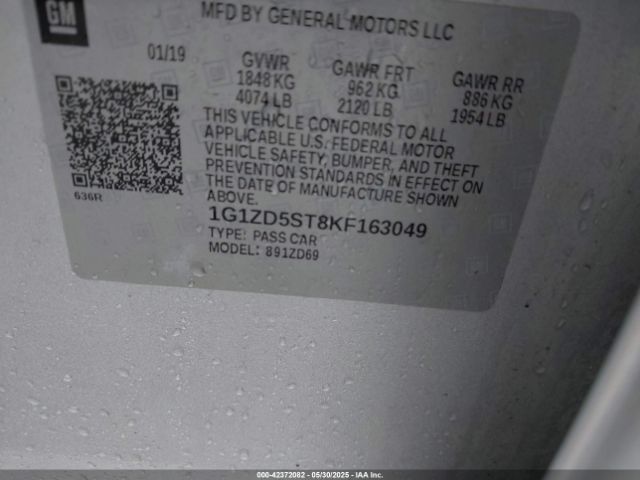 GM
MFD BY GENERAL MOTORS LLC
01/19
GVWR GAWR FRT GAWR RR
1848 KG 962 KG 886 KG
4074 LB 2120 LB 1954 LB
THIS VEHICLE CONFORMS TO ALL
APPLICABLE U.S. FEDERAL MOTOR
VEHICLE SAFETY, BUMPER, AND THEFT
PREVENTION STANDARDS IN EFFECT ON
THE DATE OF MANUFACTURE SHOWN
ABOVE.
636R
1G1ZD5ST8KF163049
TYPE: PASS CAR
MODEL: 891ZD69
000-42372082 - 05/30/2025 - IAA Inc.